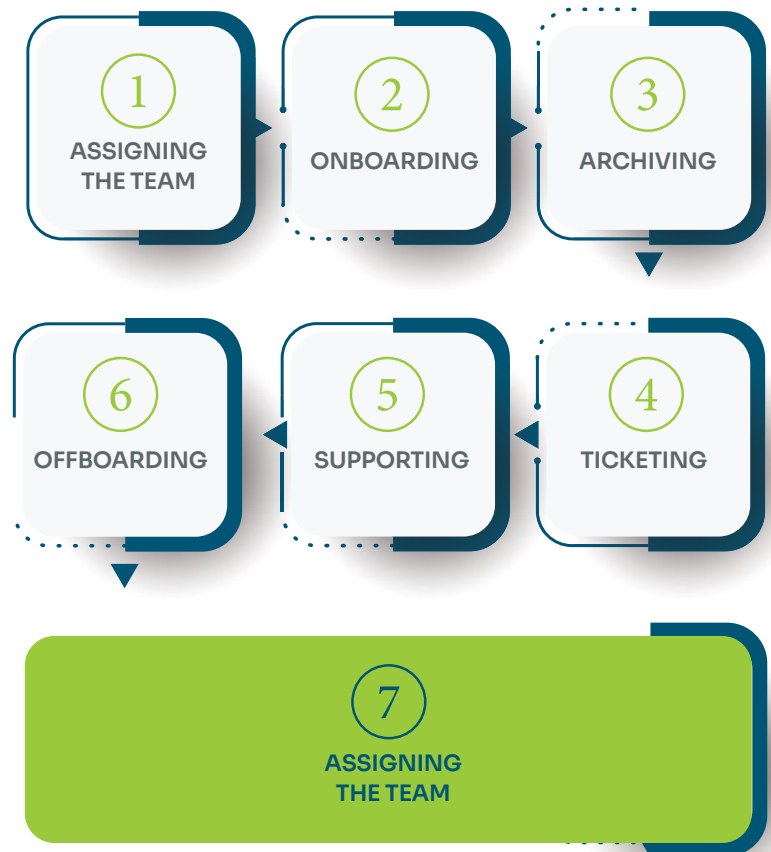 1
ASSIGNING
THE TEAM
2
ONBOARDING
3
ARCHIVING
4
TICKETING
5
SUPPORTING
6
OFFBOARDING
7
ASSIGNING
THE TEAM